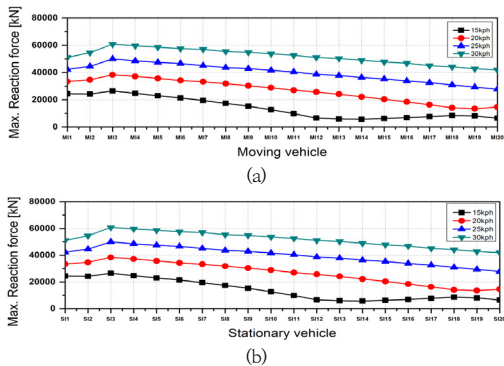 Max. Reaction force [kN]
80000
60000
40000
20000
0
15kph
20kph
25kph
30kph
MI1 MI2 MI3 MI4 MI5 MI6 MI7 MI8 MI9 MI10 MI11 MI12 MI13 MI14 MI15 MI16 MI17 MI18 MI19 MI20
Moving vehicle
(a)
Max. Reaction force [kN]
80000
60000
40000
20000
0
15kph
20kph
25kph
30kph
SI1 SI2 SI3 SI4 SI5 SI6 SI7 SI8 SI9 SI10 SI11 SI12 SI13 SI14 SI15 SI16 SI17 SI18 SI19 SI20
Stationary vehicle
(b)